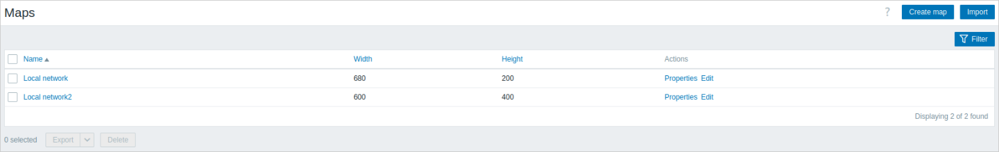 Maps ? Create map Import
Filter
Name Width Height Actions
Local network 680 200 Properties Edit
Local network2 600 400 Properties Edit
Displaying 2 of 2 found
0 selected Export Delete